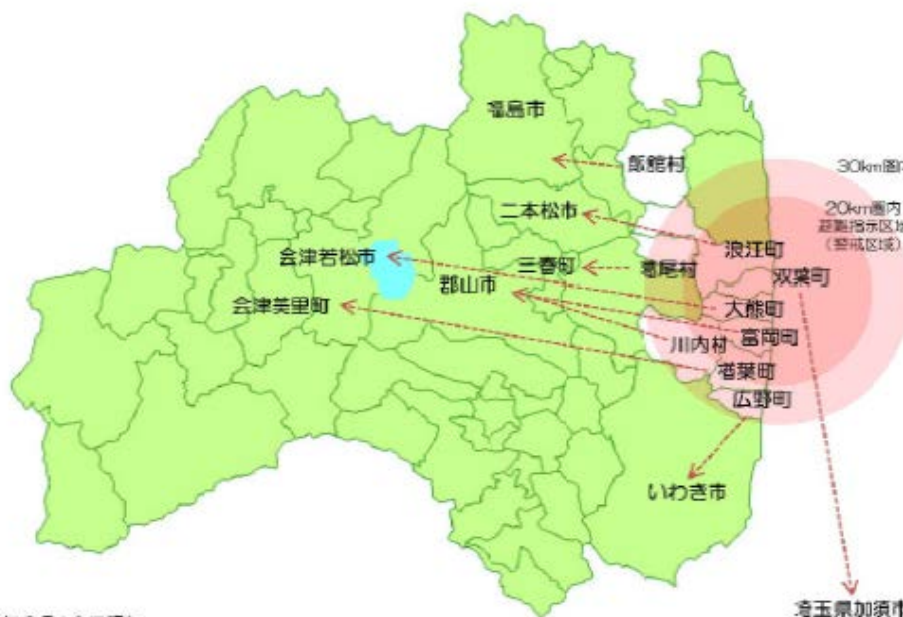 福島市
飯館村
30km圏
二本松市
20km圏内
避難指示区域
(警戒区域)
浪江町
会津若松市
三春町
葛尾村
双葉町
郡山市
会津美里町
大熊町
富岡町
川内村
楢葉町
広野町
いわき市
埼玉県加須市